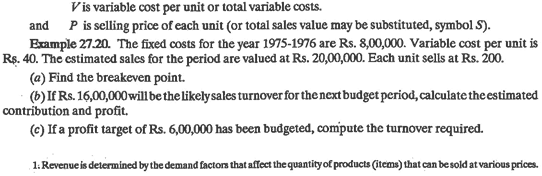 V is variable cost per unit or total variable costs.
and P is selling price of each unit (or total sales value may be substituted, symbol S).
Example 27.20. The fixed costs for the year 1975-1976 are Rs. 8,00,000. Variable cost per unit is
Rs. 40. The estimated sales for the period are valued at Rs. 20,00,000. Each unit sells at Rs. 200.
(a) Find the breakeven point.
(b) If Rs. 16,00,000 will be the likely sales turnover for the next budget period, calculate the estimated
contribution and profit.
(c) If a profit target of Rs. 6,00,000 has been budgeted, compute the turnover required.
1. Revenue is determined by the demand factors that affect the quantity of products (items) that can be sold at various prices.